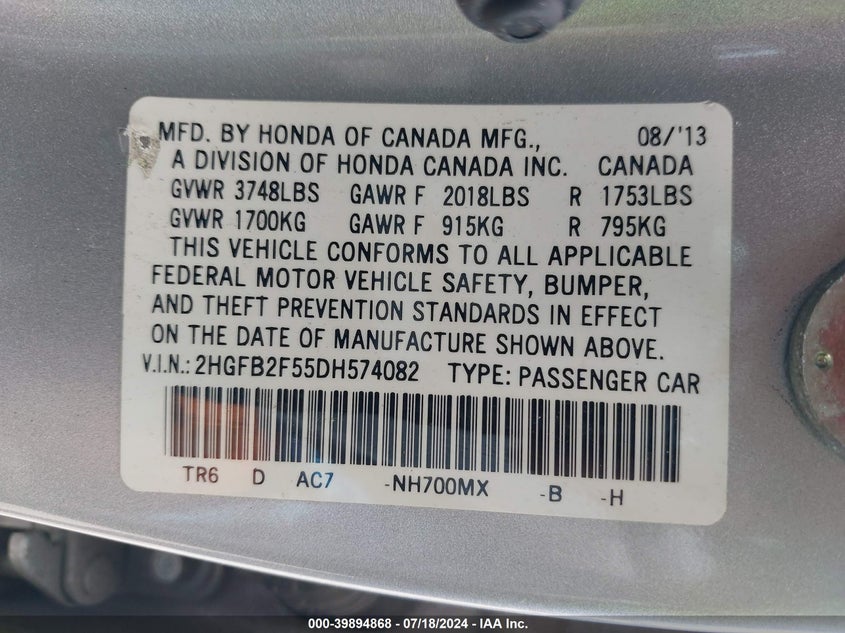 MFD. BY HONDA OF CANADA MFG., 08/'13
A DIVISION OF HONDA CANADA INC. CANADA
GVWR 3748LBS GAWR F 2018LBS R 1753LBS
GVWR 1700KG GAWR F 915KG R 795KG
THIS VEHICLE CONFORMS TO ALL APPLICABLE
FEDERAL MOTOR VEHICLE SAFETY, BUMPER,
AND THEFT PREVENTION STANDARDS IN EFFECT
ON THE DATE OF MANUFACTURE SHOWN ABOVE.
V.I.N.: 2HGFB2F55DH574082 TYPE: PASSENGER CAR
TR6 D AC7 -NH700MX -B -H
000-39894868 - 07/18/2024 - IAA Inc.